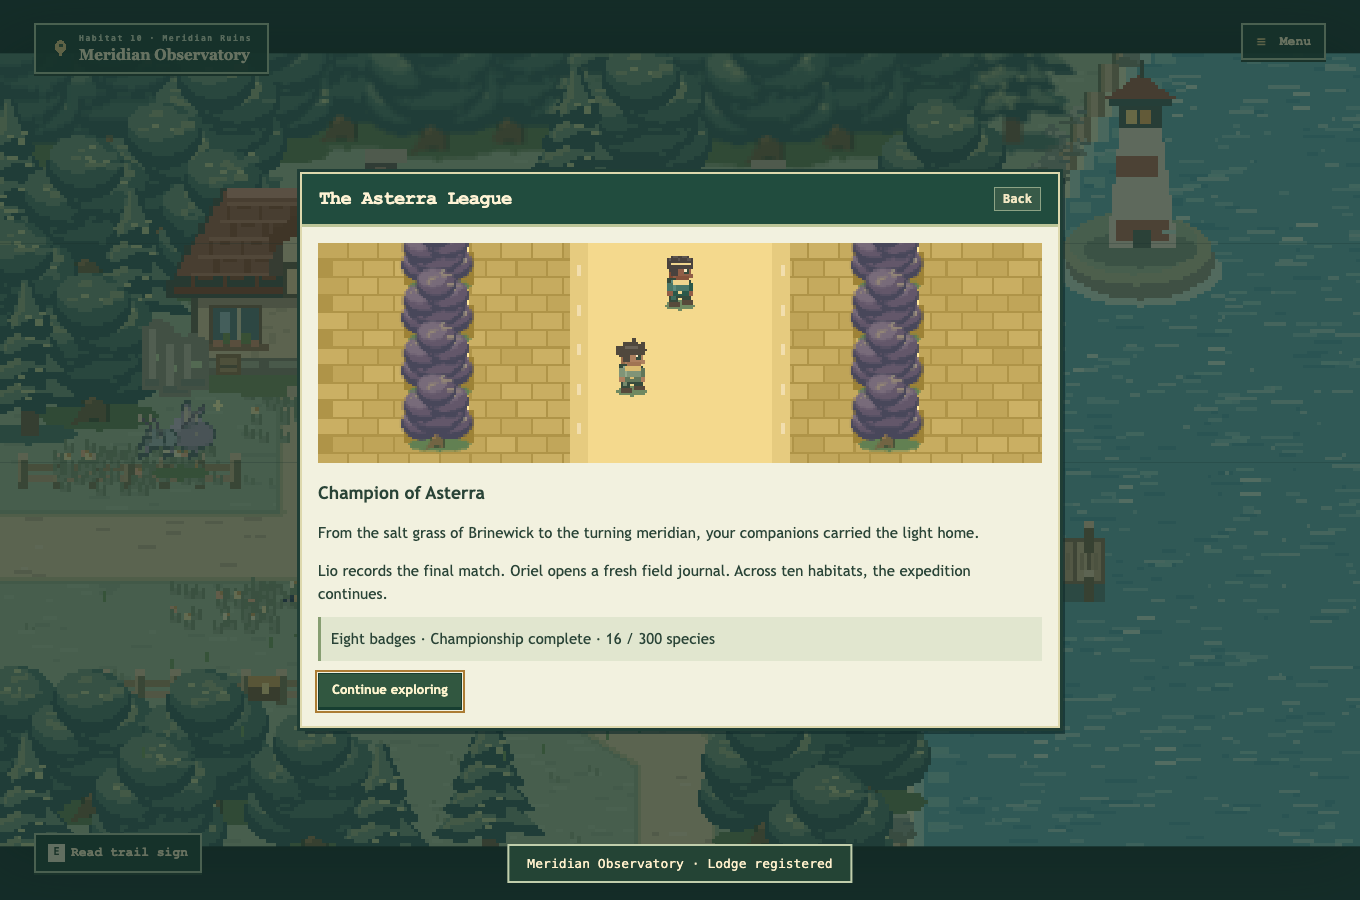 Habitat 10 · Meridian Ruins
Meridian Observatory
≡ Menu
The Asterra League
Back
Champion of Asterra
From the salt grass of Brinewick to the turning meridian, your companions carried the light home.
Lio records the final match. Oriel opens a fresh field journal. Across ten habitats, the expedition
continues.
Eight badges · Championship complete · 16 / 300 species
Continue exploring
E Read trail sign
Meridian Observatory · Lodge registered